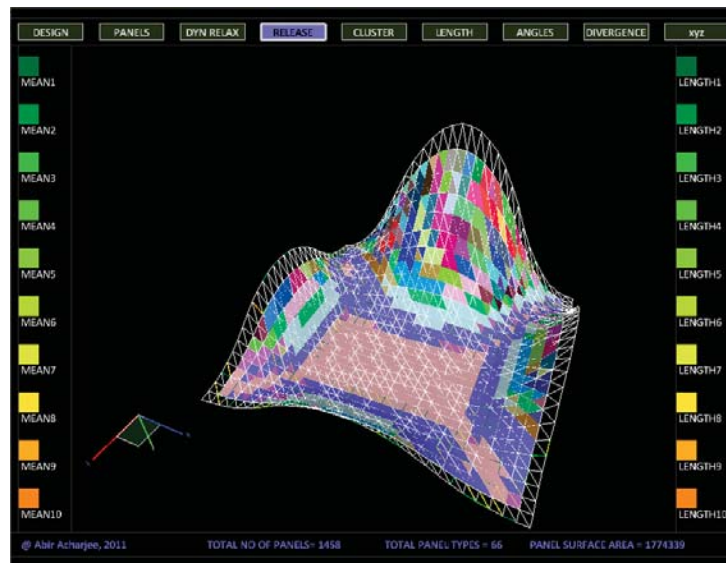 DESIGN PANELS DYN RELAX RELEASE CLUSTER LENGTH ANGLES DIVERGENCE xyz
MEAN1
MEAN2
MEAN3
MEAN4
MEAN5
MEAN6
MEAN7
MEAN8
MEAN9
MEAN10
LENGTH1
LENGTH2
LENGTH3
LENGTH4
LENGTH5
LENGTH6
LENGTH7
LENGTH8
LENGTH9
LENGTH10
@ Abir Acharjee, 2011 TOTAL NO OF PANELS= 1458 TOTAL PANEL TYPES = 66 PANEL SURFACE AREA = 1774339